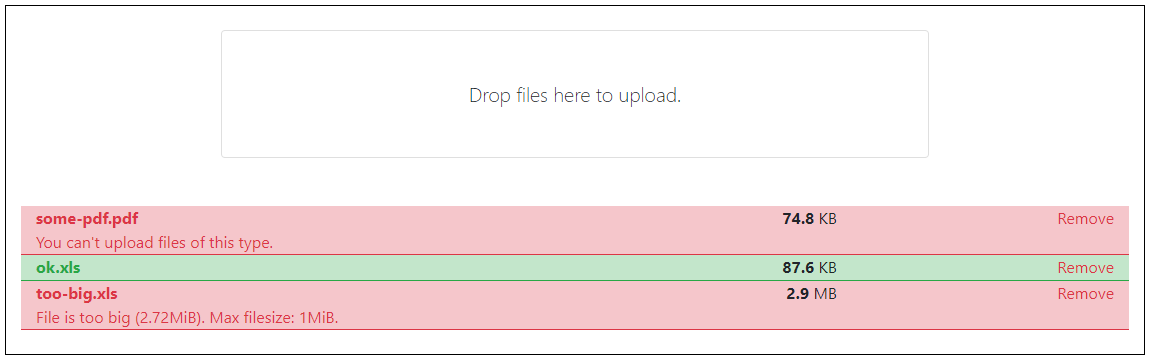 Drop files here to upload.
some-pdf.pdf 74.8 KB Remove
You can't upload files of this type.
ok.xls 87.6 KB Remove
too-big.xls 2.9 MB Remove
File is too big (2.72MiB). Max filesize: 1MiB.